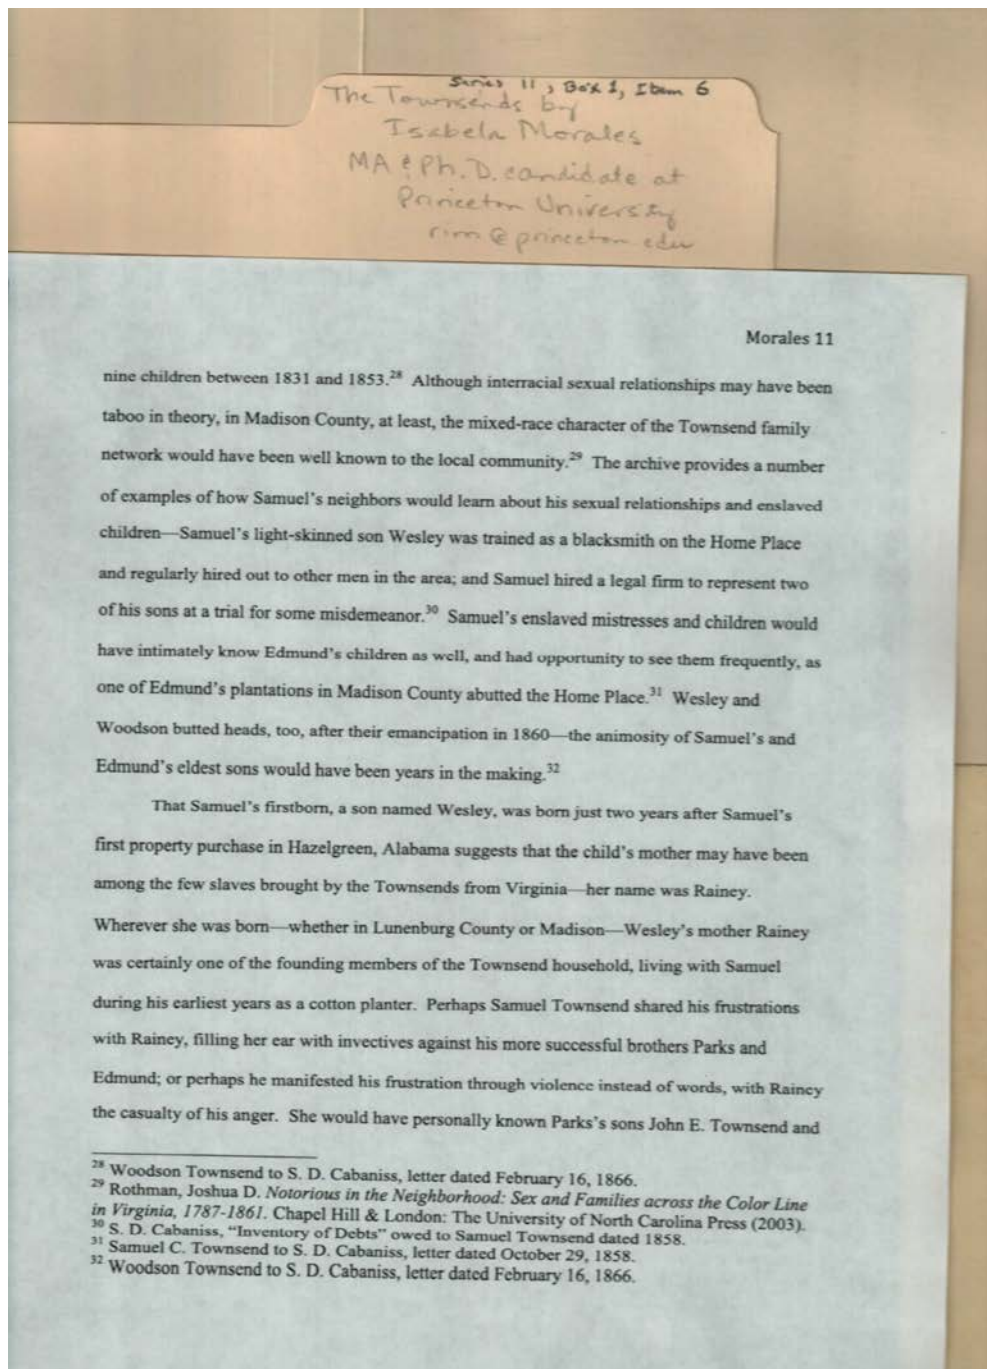 Series 11, Box 1, Item 6
The Townsends by
Isabela Morales
MA & Ph.D. candidate at
Princeton University
rim@princeton.edu
Morales 11
nine children between 1831 and 1853.28 Although interracial sexual relationships may have been
taboo in theory, in Madison County, at least, the mixed-race character of the Townsend family
network would have been well known to the local community.29 The archive provides a number
of examples of how Samuel's neighbors would learn about his sexual relationships and enslaved
children—Samuel's light-skinned son Wesley was trained as a blacksmith on the Home Place
and regularly hired out to other men in the area; and Samuel hired a legal firm to represent two
of his sons at a trial for some misdemeanor.30 Samuel's enslaved mistresses and children would
have intimately know Edmund's children as well, and had opportunity to see them frequently, as
one of Edmund's plantations in Madison County abutted the Home Place.31 Wesley and
Woodson butted heads, too, after their emancipation in 1860—the animosity of Samuel's and
Edmund's eldest sons would have been years in the making.32
That Samuel's firstborn, a son named Wesley, was born just two years after Samuel's
first property purchase in Hazelgreen, Alabama suggests that the child's mother may have been
among the few slaves brought by the Townsends from Virginia—her name was Rainey.
Wherever she was born—whether in Lunenburg County or Madison—Wesley's mother Rainey
was certainly one of the founding members of the Townsend household, living with Samuel
during his earliest years as a cotton planter. Perhaps Samuel Townsend shared his frustrations
with Rainey, filling her ear with invectives against his more successful brothers Parks and
Edmund; or perhaps he manifested his frustration through violence instead of words, with Rainey
the casualty of his anger. She would have personally known Parks's sons John E. Townsend and
28 Woodson Townsend to S. D. Cabaniss, letter dated February 16, 1866.
29 Rothman, Joshua D. Notorious in the Neighborhood: Sex and Families across the Color Line
in Virginia, 1787-1861. Chapel Hill & London: The University of North Carolina Press (2003).
30 S. D. Cabaniss, "Inventory of Debts" owed to Samuel Townsend dated 1858.
31 Samuel C. Townsend to S. D. Cabaniss, letter dated October 29, 1858.
32 Woodson Townsend to S. D. Cabaniss, letter dated February 16, 1866.